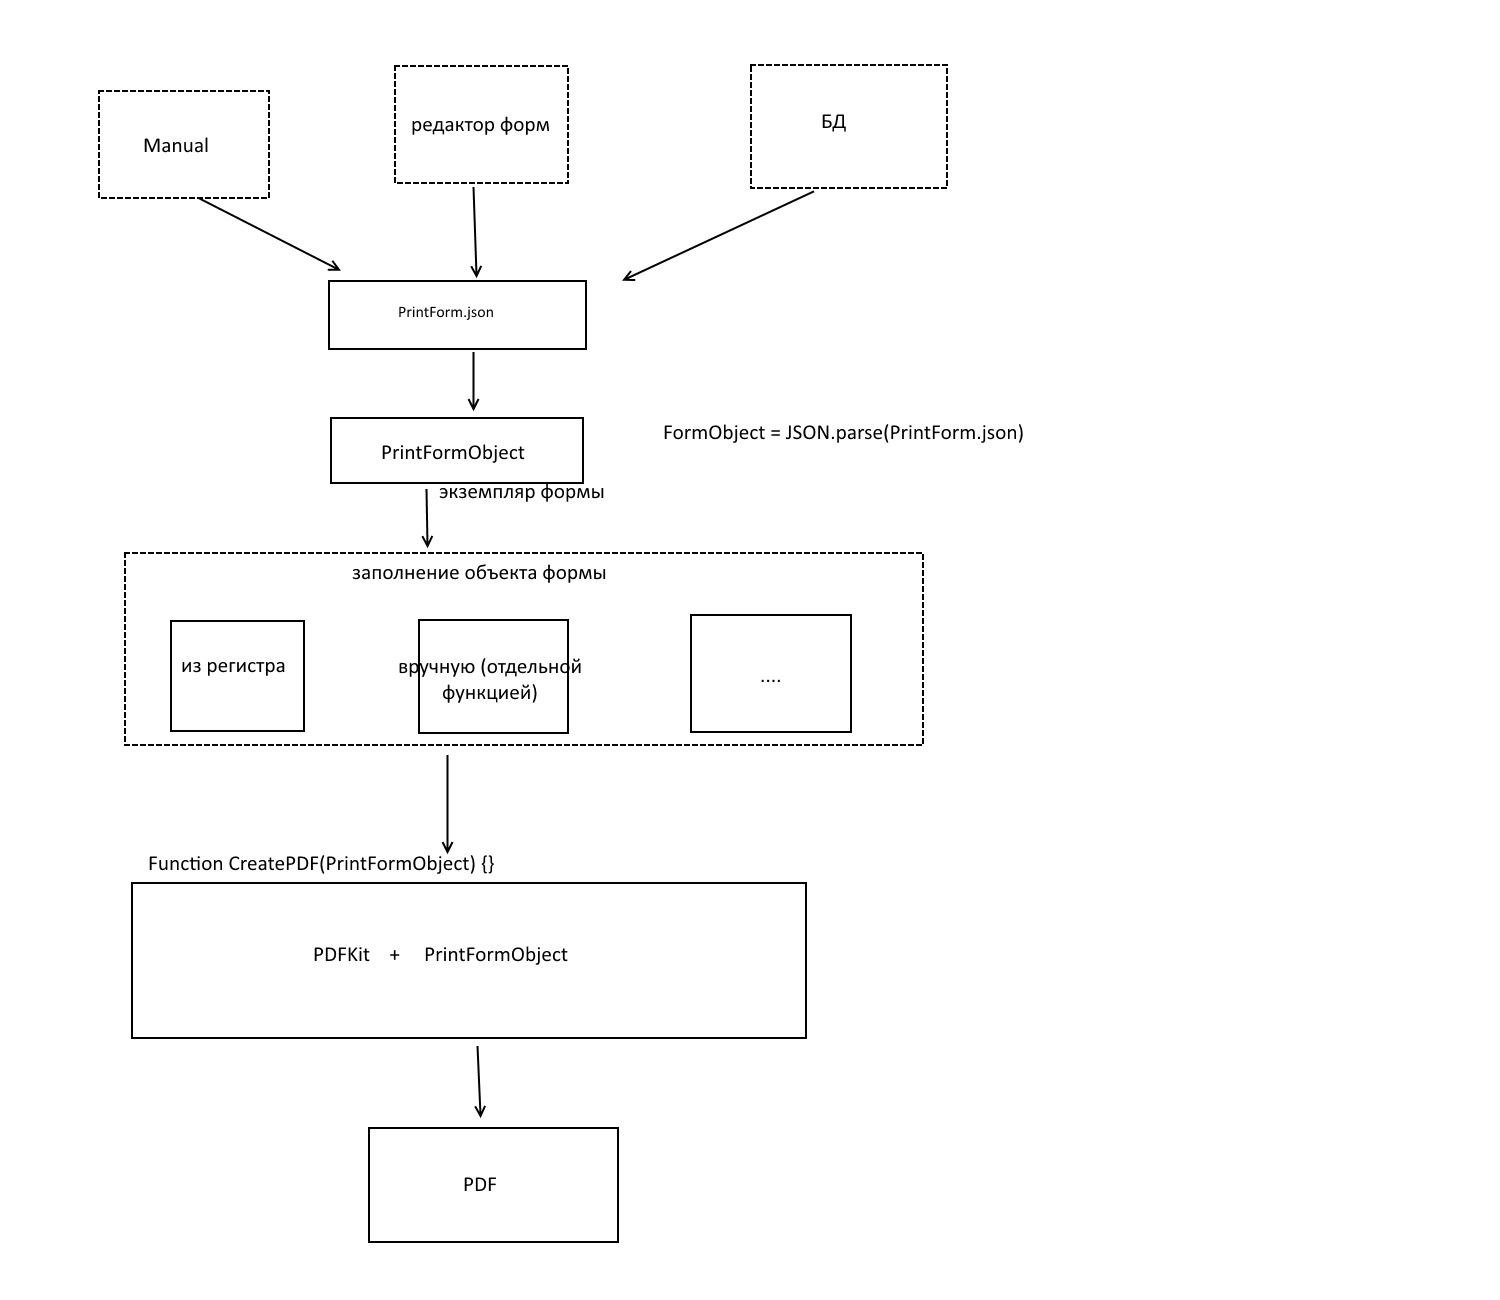 Manual
редактор форм
БД
PrintForm.json
FormObject = JSON.parse(PrintForm.json)
PrintFormObject
экземпляр формы
заполнение объекта формы
из регистра
вручную (отдельной
функцией)
....
Function CreatePDF(PrintFormObject) {}
PDFKit + PrintFormObject
PDF